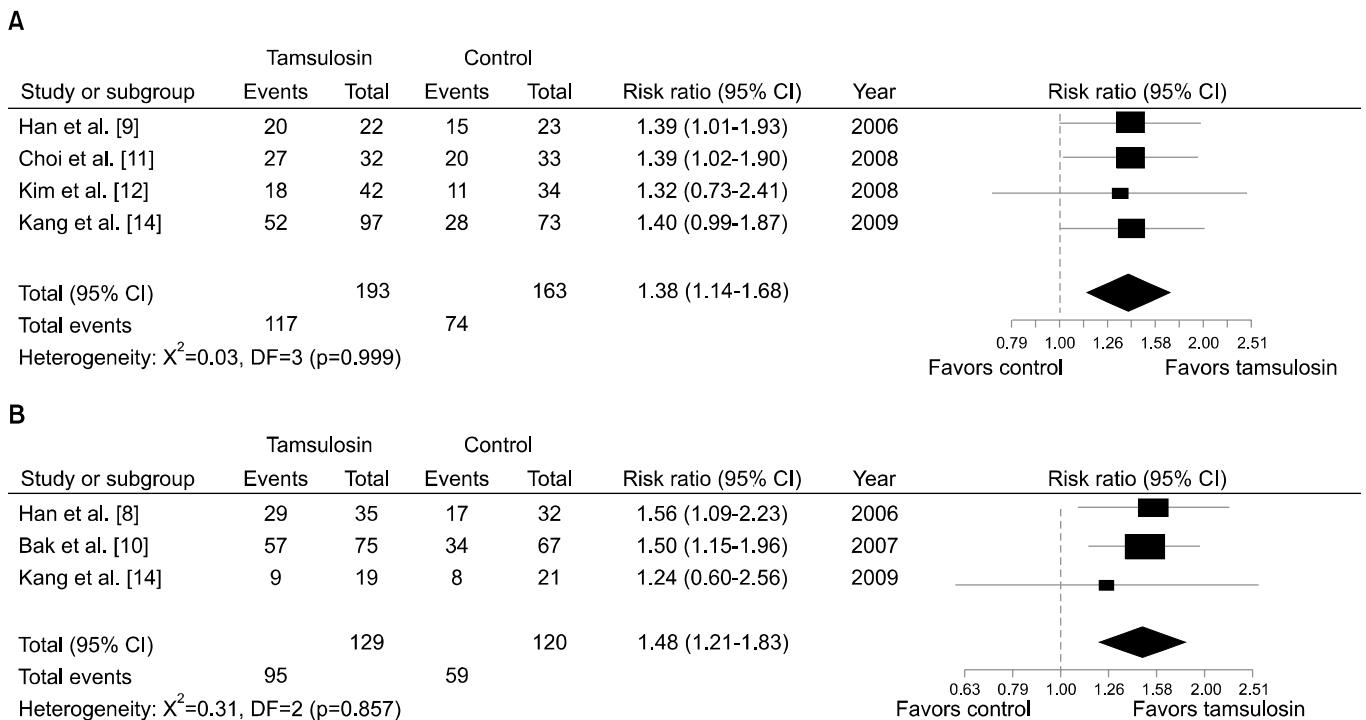 A
Tamsulosin Control
Study or subgroup Events Total Events Total Risk ratio (95% CI) Year Risk ratio (95% CI)
Han et al. [9] 20 22 15 23 1.39 (1.01-1.93) 2006
Choi et al. [11] 27 32 20 33 1.39 (1.02-1.90) 2008
Kim et al. [12] 18 42 11 34 1.32 (0.73-2.41) 2008
Kang et al. [14] 52 97 28 73 1.40 (0.99-1.87) 2009
Total (95% CI) 193 163 1.38 (1.14-1.68)
Total events 117 74
Heterogeneity: X²=0.03, DF=3 (p=0.999)
0.79 1.00 1.26 1.58 2.00 2.51
Favors control Favors tamsulosin
B
Tamsulosin Control
Study or subgroup Events Total Events Total Risk ratio (95% CI) Year Risk ratio (95% CI)
Han et al. [8] 29 35 17 32 1.56 (1.09-2.23) 2006
Bak et al. [10] 57 75 34 67 1.50 (1.15-1.96) 2007
Kang et al. [14] 9 19 8 21 1.24 (0.60-2.56) 2009
Total (95% CI) 129 120 1.48 (1.21-1.83)
Total events 95 59
Heterogeneity: X²=0.31, DF=2 (p=0.857)
0.63 0.79 1.00 1.26 1.58 2.00 2.51
Favors control Favors tamsulosin